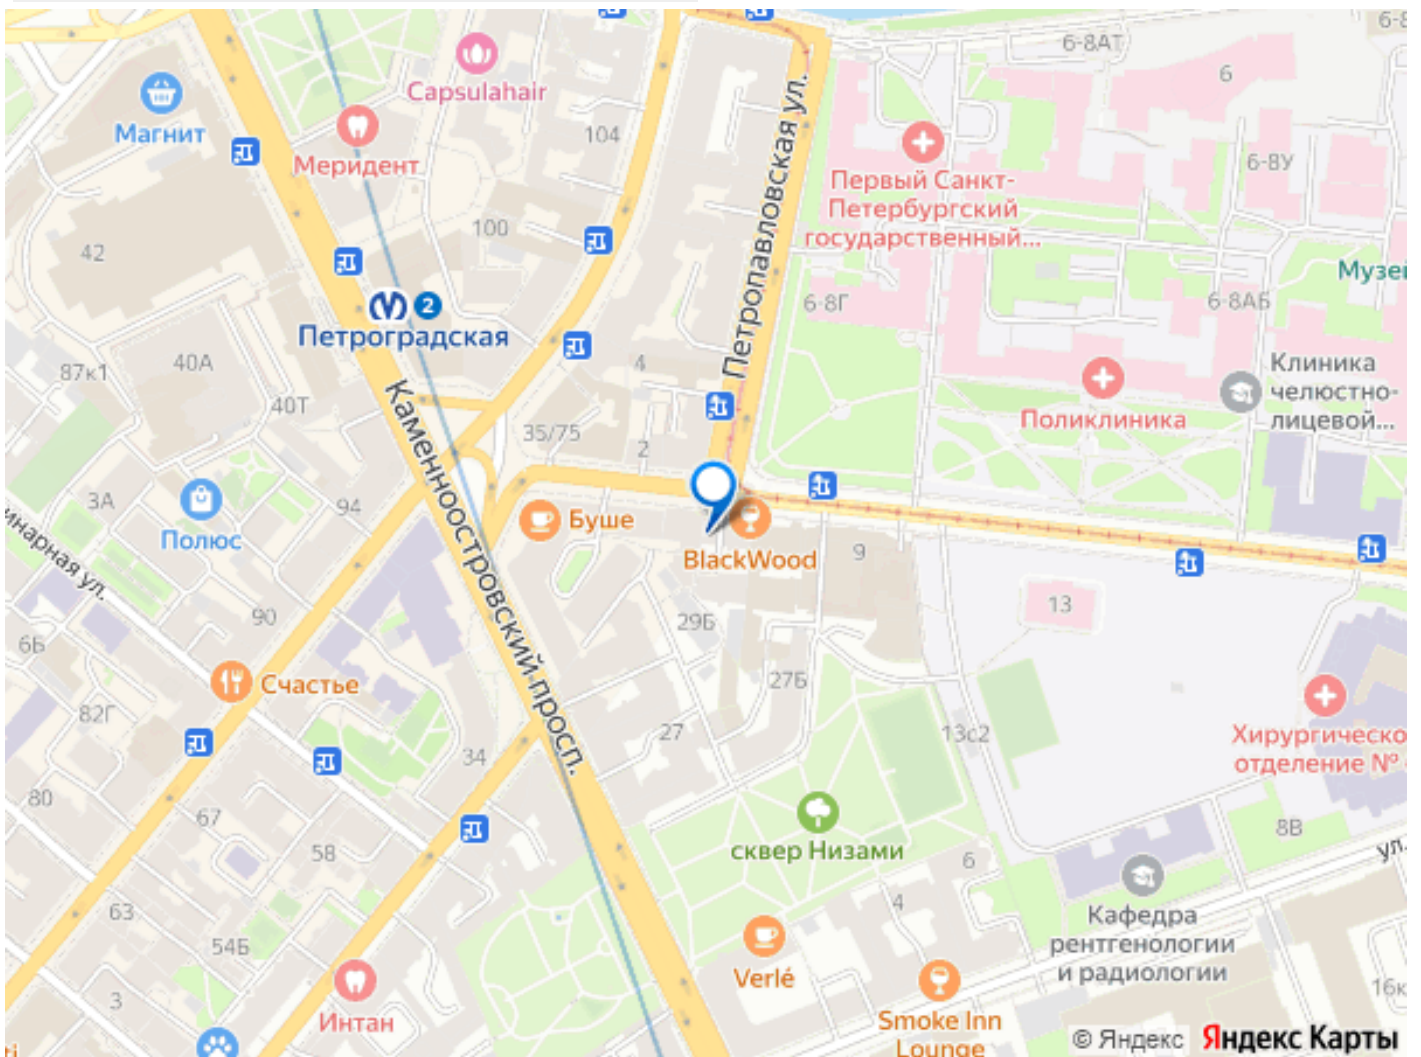 6-8АТ
6
Capsulahair
Магнит
104
Меридент
6-8У
Первый Санкт-
Петербургский
государственный...
Петропавловская ул.
100
42
Музей
6-8Г
6-8АБ
2
Петроградская
87к1
40А
4
Клиника
челюстно-
лицевой...
40Т
Поликлиника
Каменноостровский просп.
35/75
2
3А
94
Полюс
Буше
BlackWood
9
инарная ул.
90
13
29Б
6Б
Счастье
27Б
82Г
27
13с2
Хирургическо
отделение №
34
80
67
58
сквер Низами
6
8В
ул.
63
4
Кафедра
рентгенологии
и радиологии
54Б
Verlé
3
Интан
16к
Smoke Inn
Lounge
© Яндекс Яндекс Карты